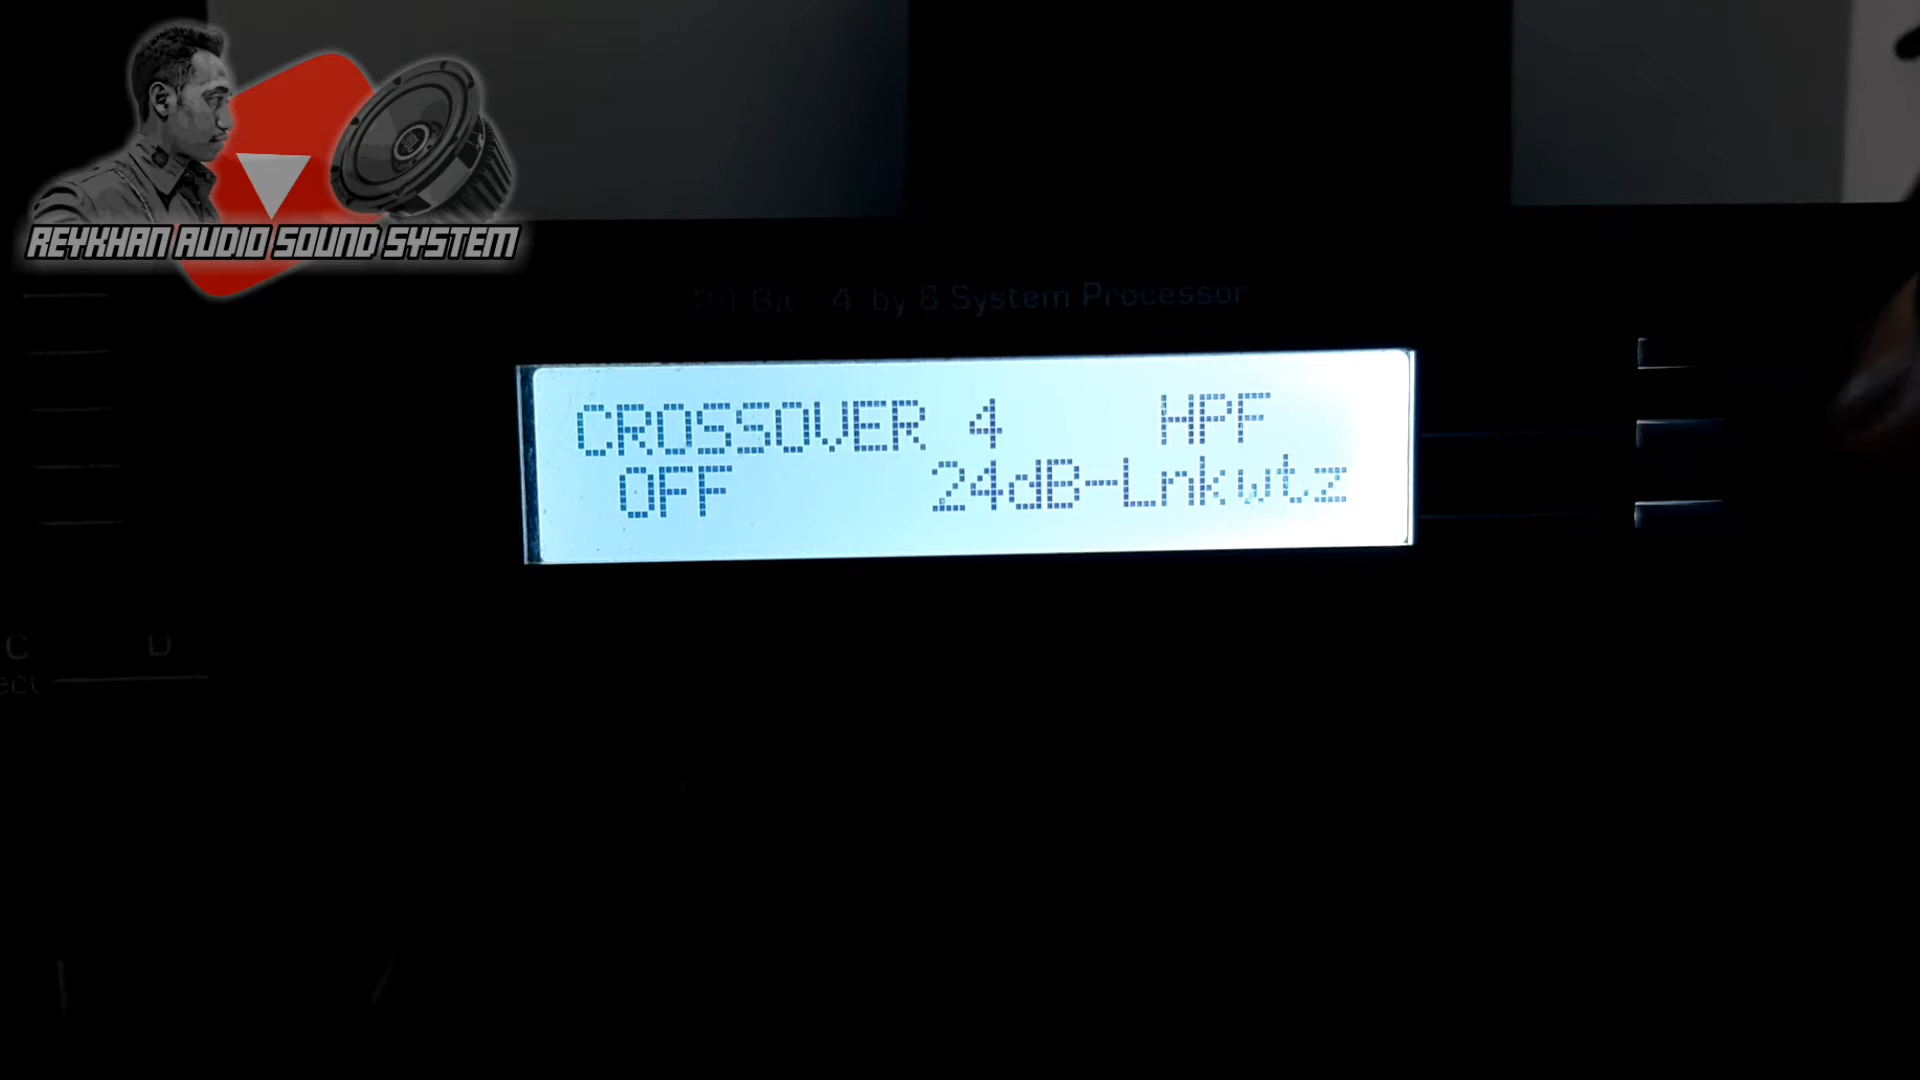 REYKHAN AUDIO SOUND SYSTEM
24 Bit 4 by 8 System Processor
CROSSOVER 4 HPF
OFF 24dB-Lnkwtz
C D